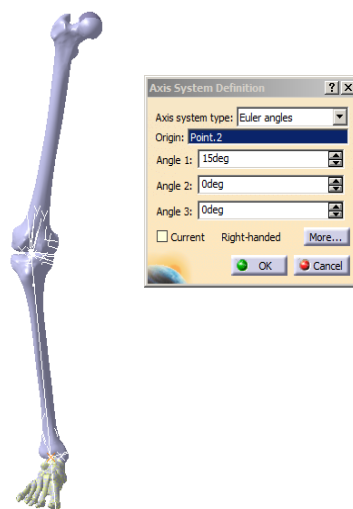 Axis System Definition
Axis system type: Euler angles
Origin: Point.2
Angle 1: 15deg
Angle 2: 0deg
Angle 3: 0deg
Current Right-handed More...
OK Cancel